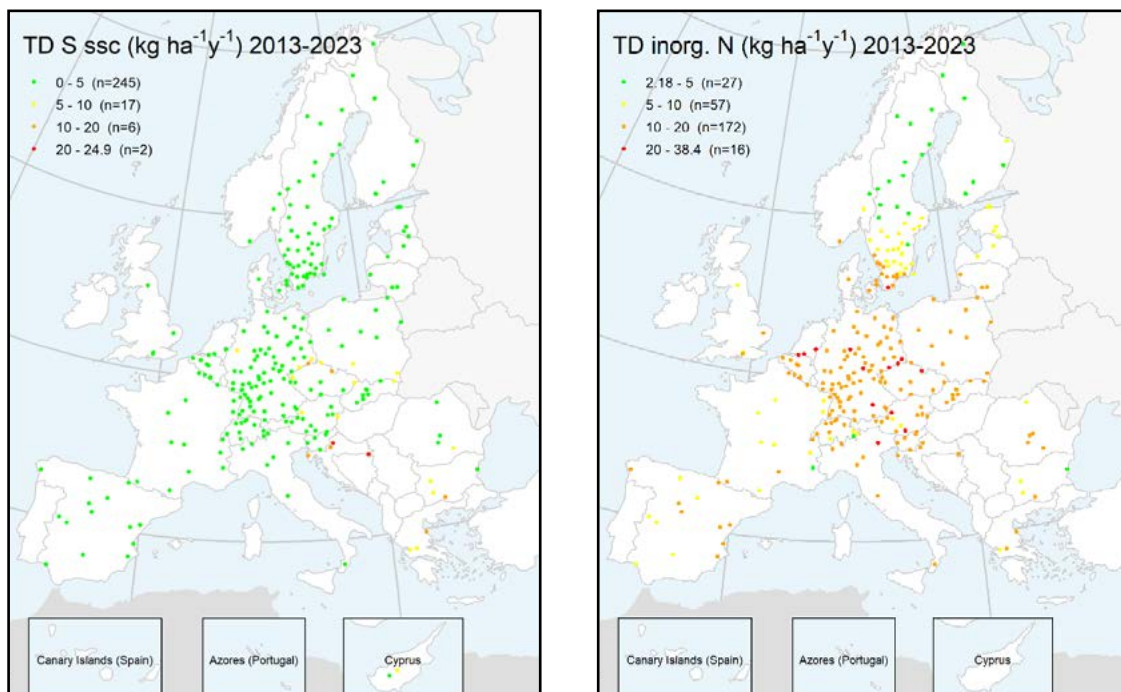 TD S ssc (kg ha⁻¹y⁻¹) 2013-2023
0 - 5 (n=245)
5 - 10 (n=17)
10 - 20 (n=6)
20 - 24.9 (n=2)
Canary Islands (Spain)
Azores (Portugal)
Cyprus
TD inorg. N (kg ha⁻¹y⁻¹) 2013-2023
2.18 - 5 (n=27)
5 - 10 (n=57)
10 - 20 (n=172)
20 - 38.4 (n=16)
Canary Islands (Spain)
Azores (Portugal)
Cyprus